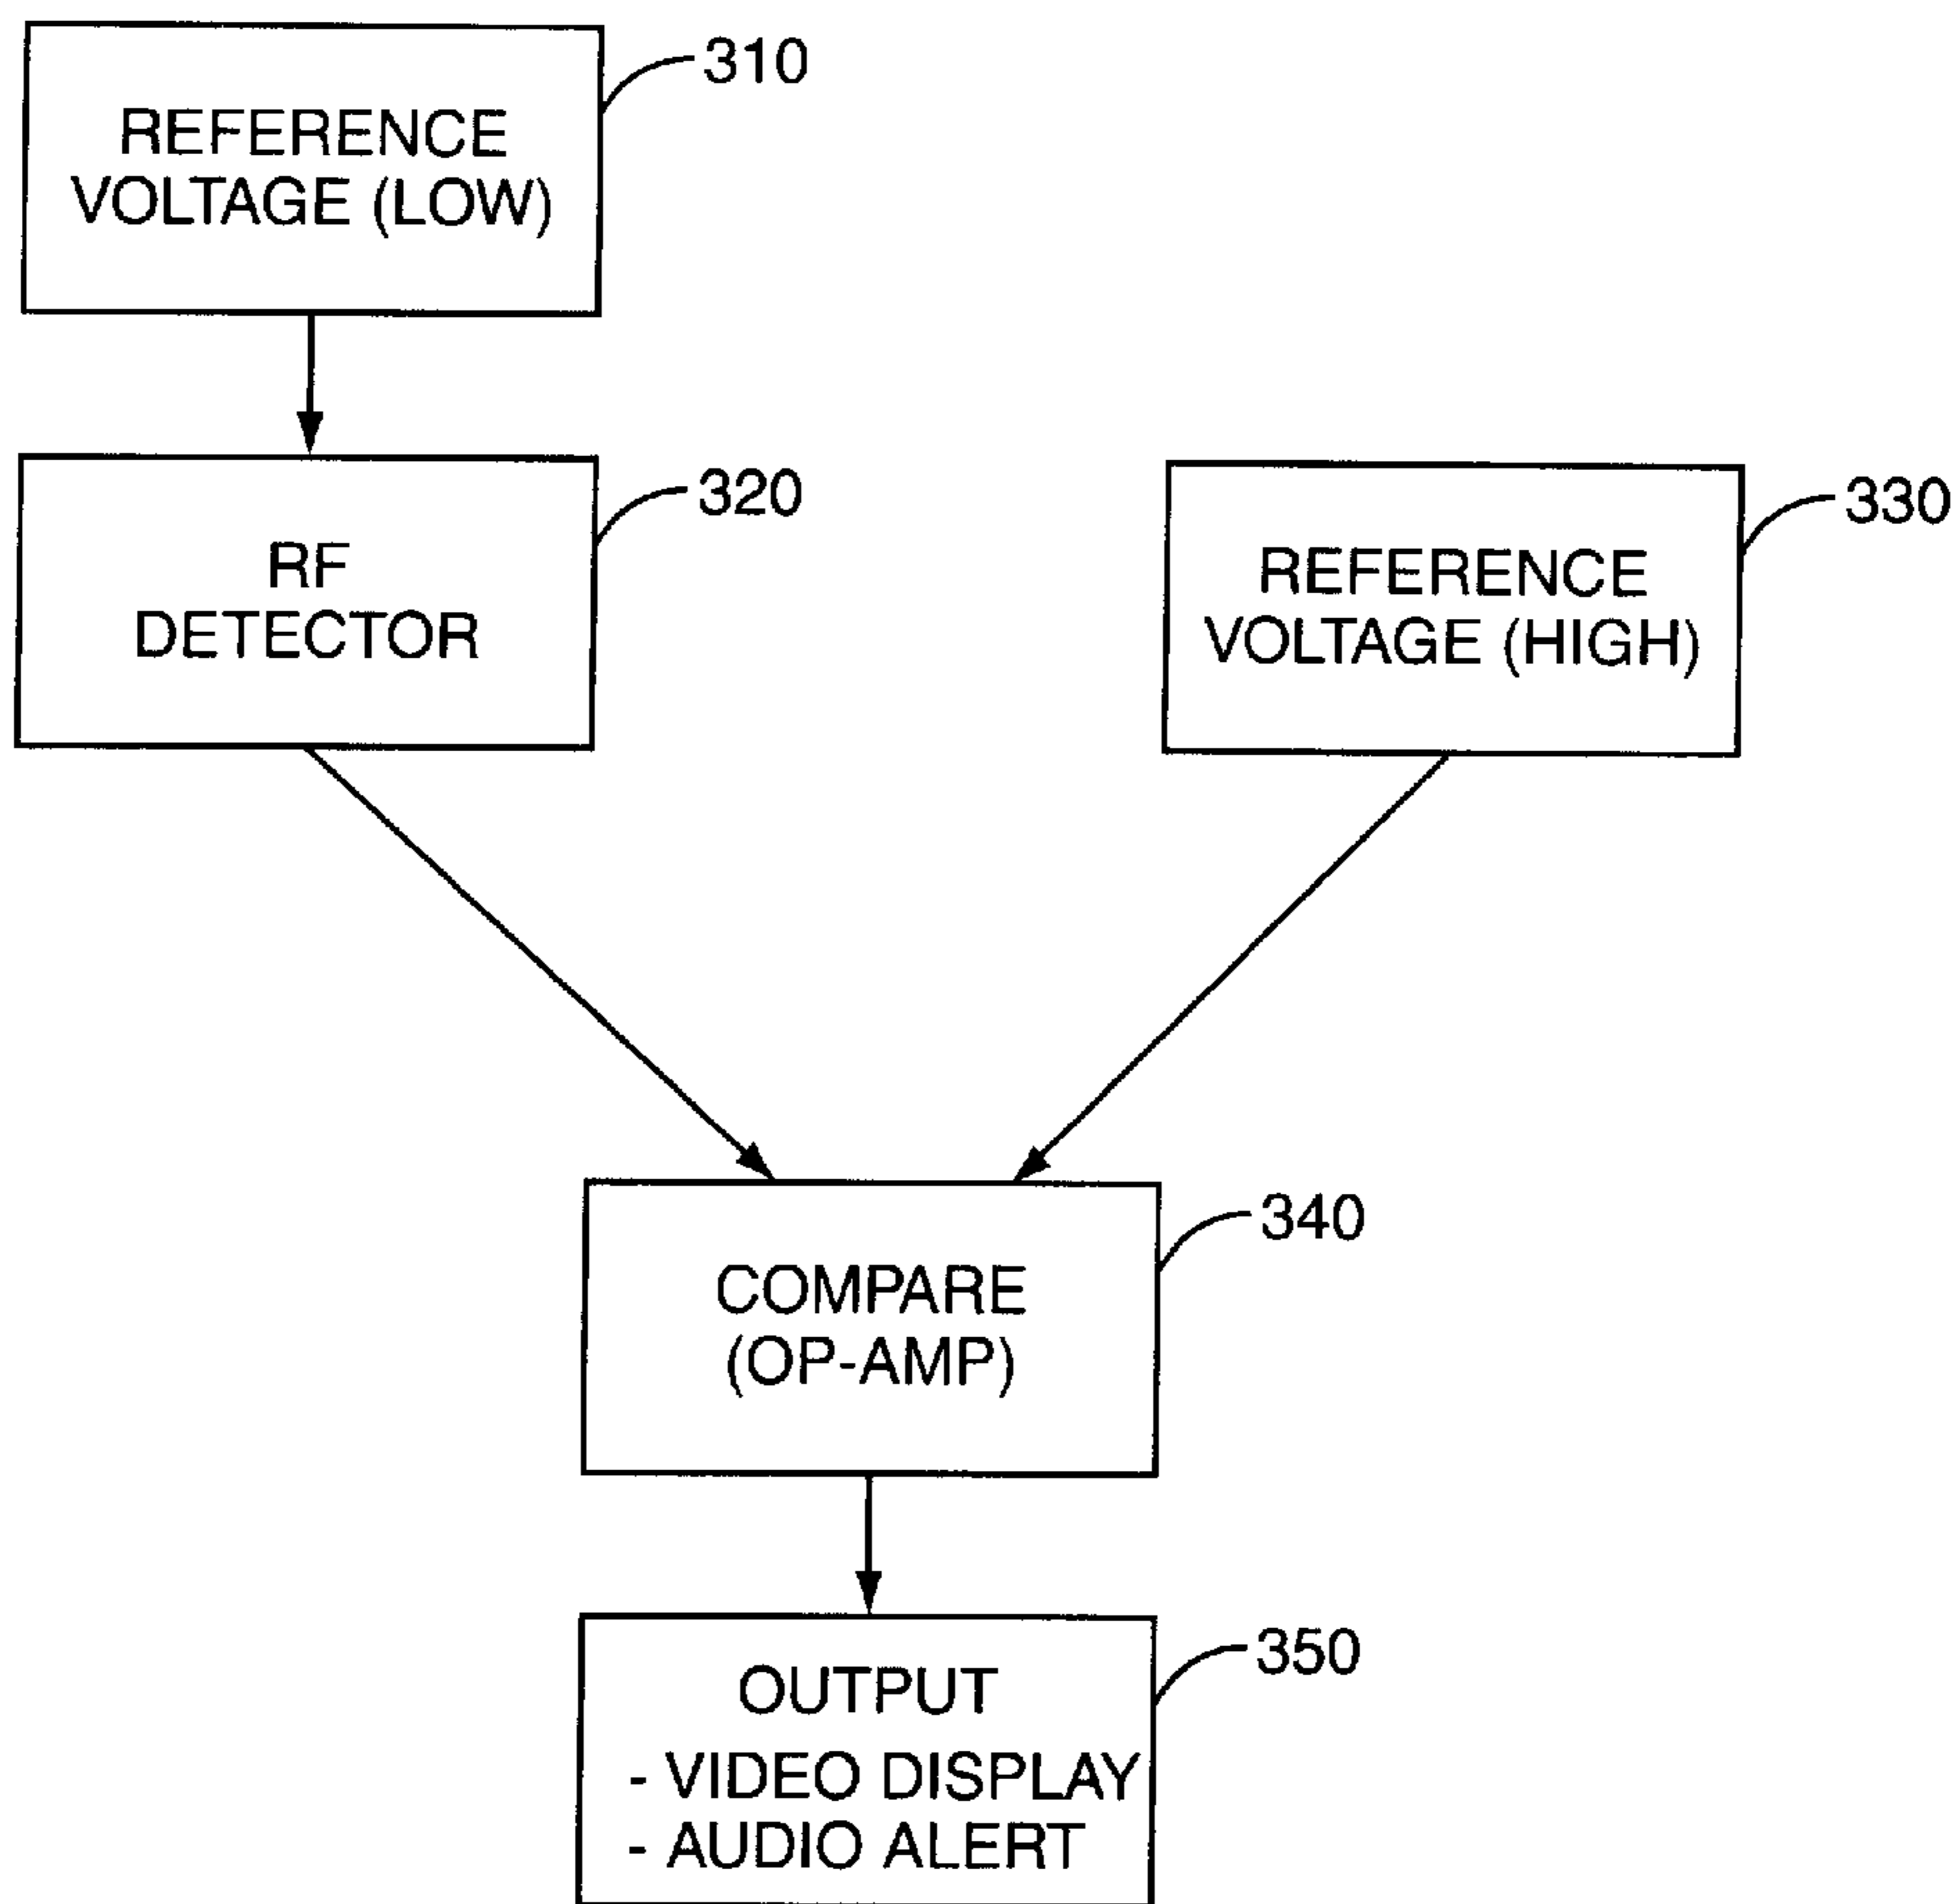 310
REFERENCE
VOLTAGE (LOW)
320
RF
DETECTOR
330
REFERENCE
VOLTAGE (HIGH)
340
COMPARE
(OP-AMP)
350
OUTPUT
- VIDEO DISPLAY
- AUDIO ALERT